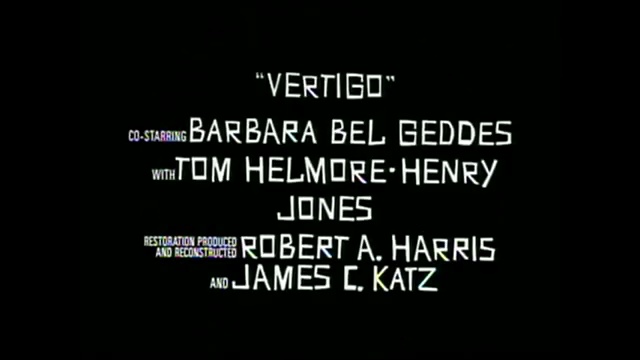 "VERTIGO"
CO-STARRING BARBARA BEL GEDDES
WITH TOM HELMORE·HENRY
JONES
RESTORATION PRODUCED
AND RECONSTRUCTED ROBERT A. HARRIS
AND JAMES C. KATZ